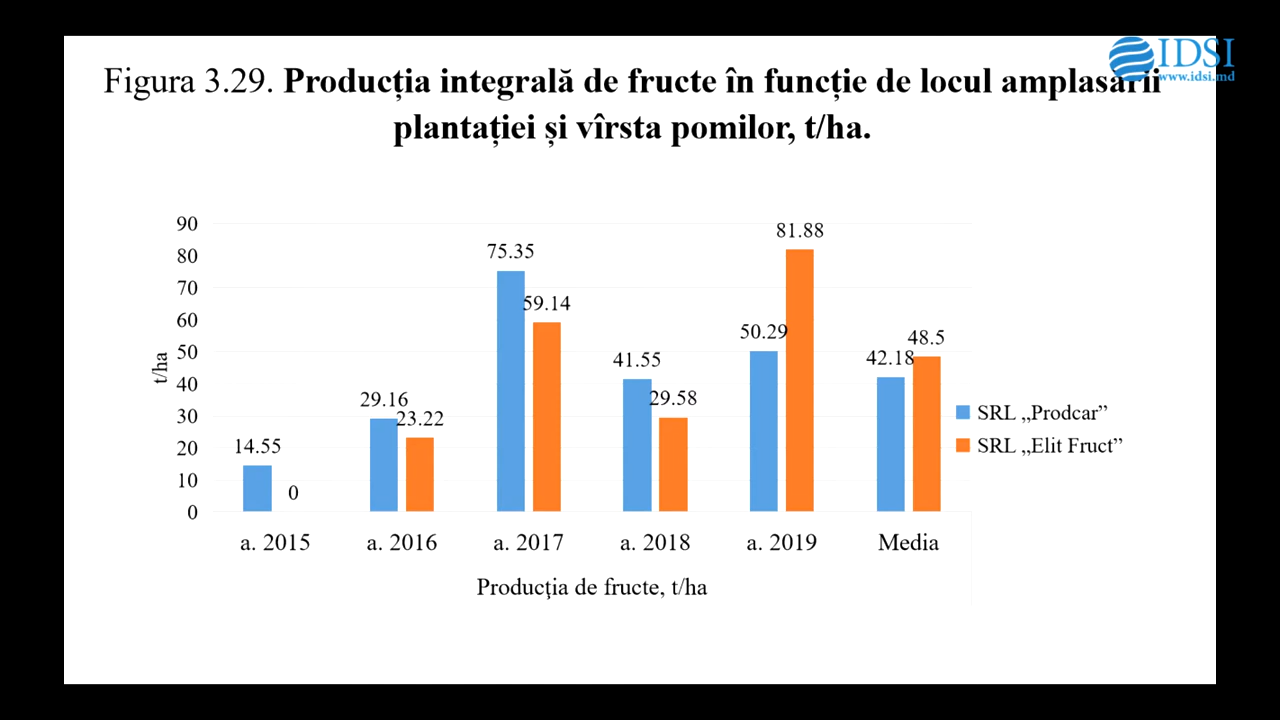 IDSI
www.idsi.md
Figura 3.29. Producția integrală de fructe în funcție de locul amplasării
plantației și vîrsta pomilor, t/ha.
90
80
70
60
50
40
30
20
10
0
t/ha
14.55
0
29.16
23.22
75.35
59.14
41.55
29.58
50.29
81.88
42.18
48.5
a. 2015
a. 2016
a. 2017
a. 2018
a. 2019
Media
Producţia de fructe, t/ha
SRL „Prodcar”
SRL „Elit Fruct”